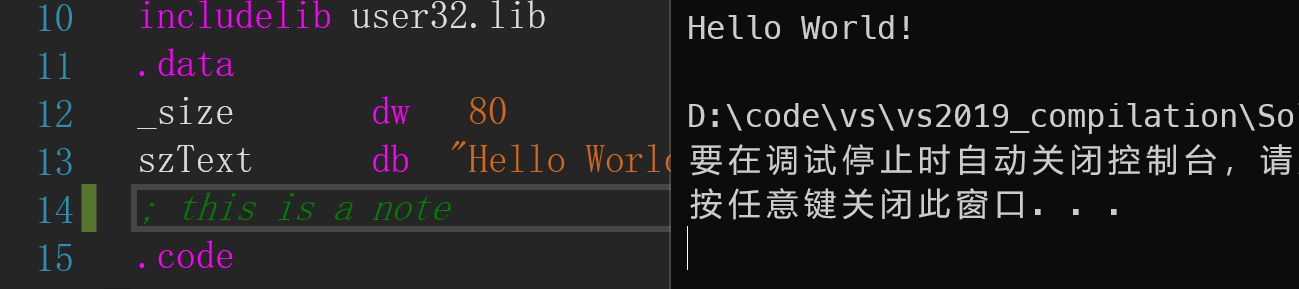 10 includelib user32.lib
11 .data
12 _size dw 80
13 szText db "Hello World
14 ; this is a note
15 .code
Hello World!
D:\code\vs\vs2019_compilation\So
要在调试停止时自动关闭控制台，请
按任意键关闭此窗口. . .